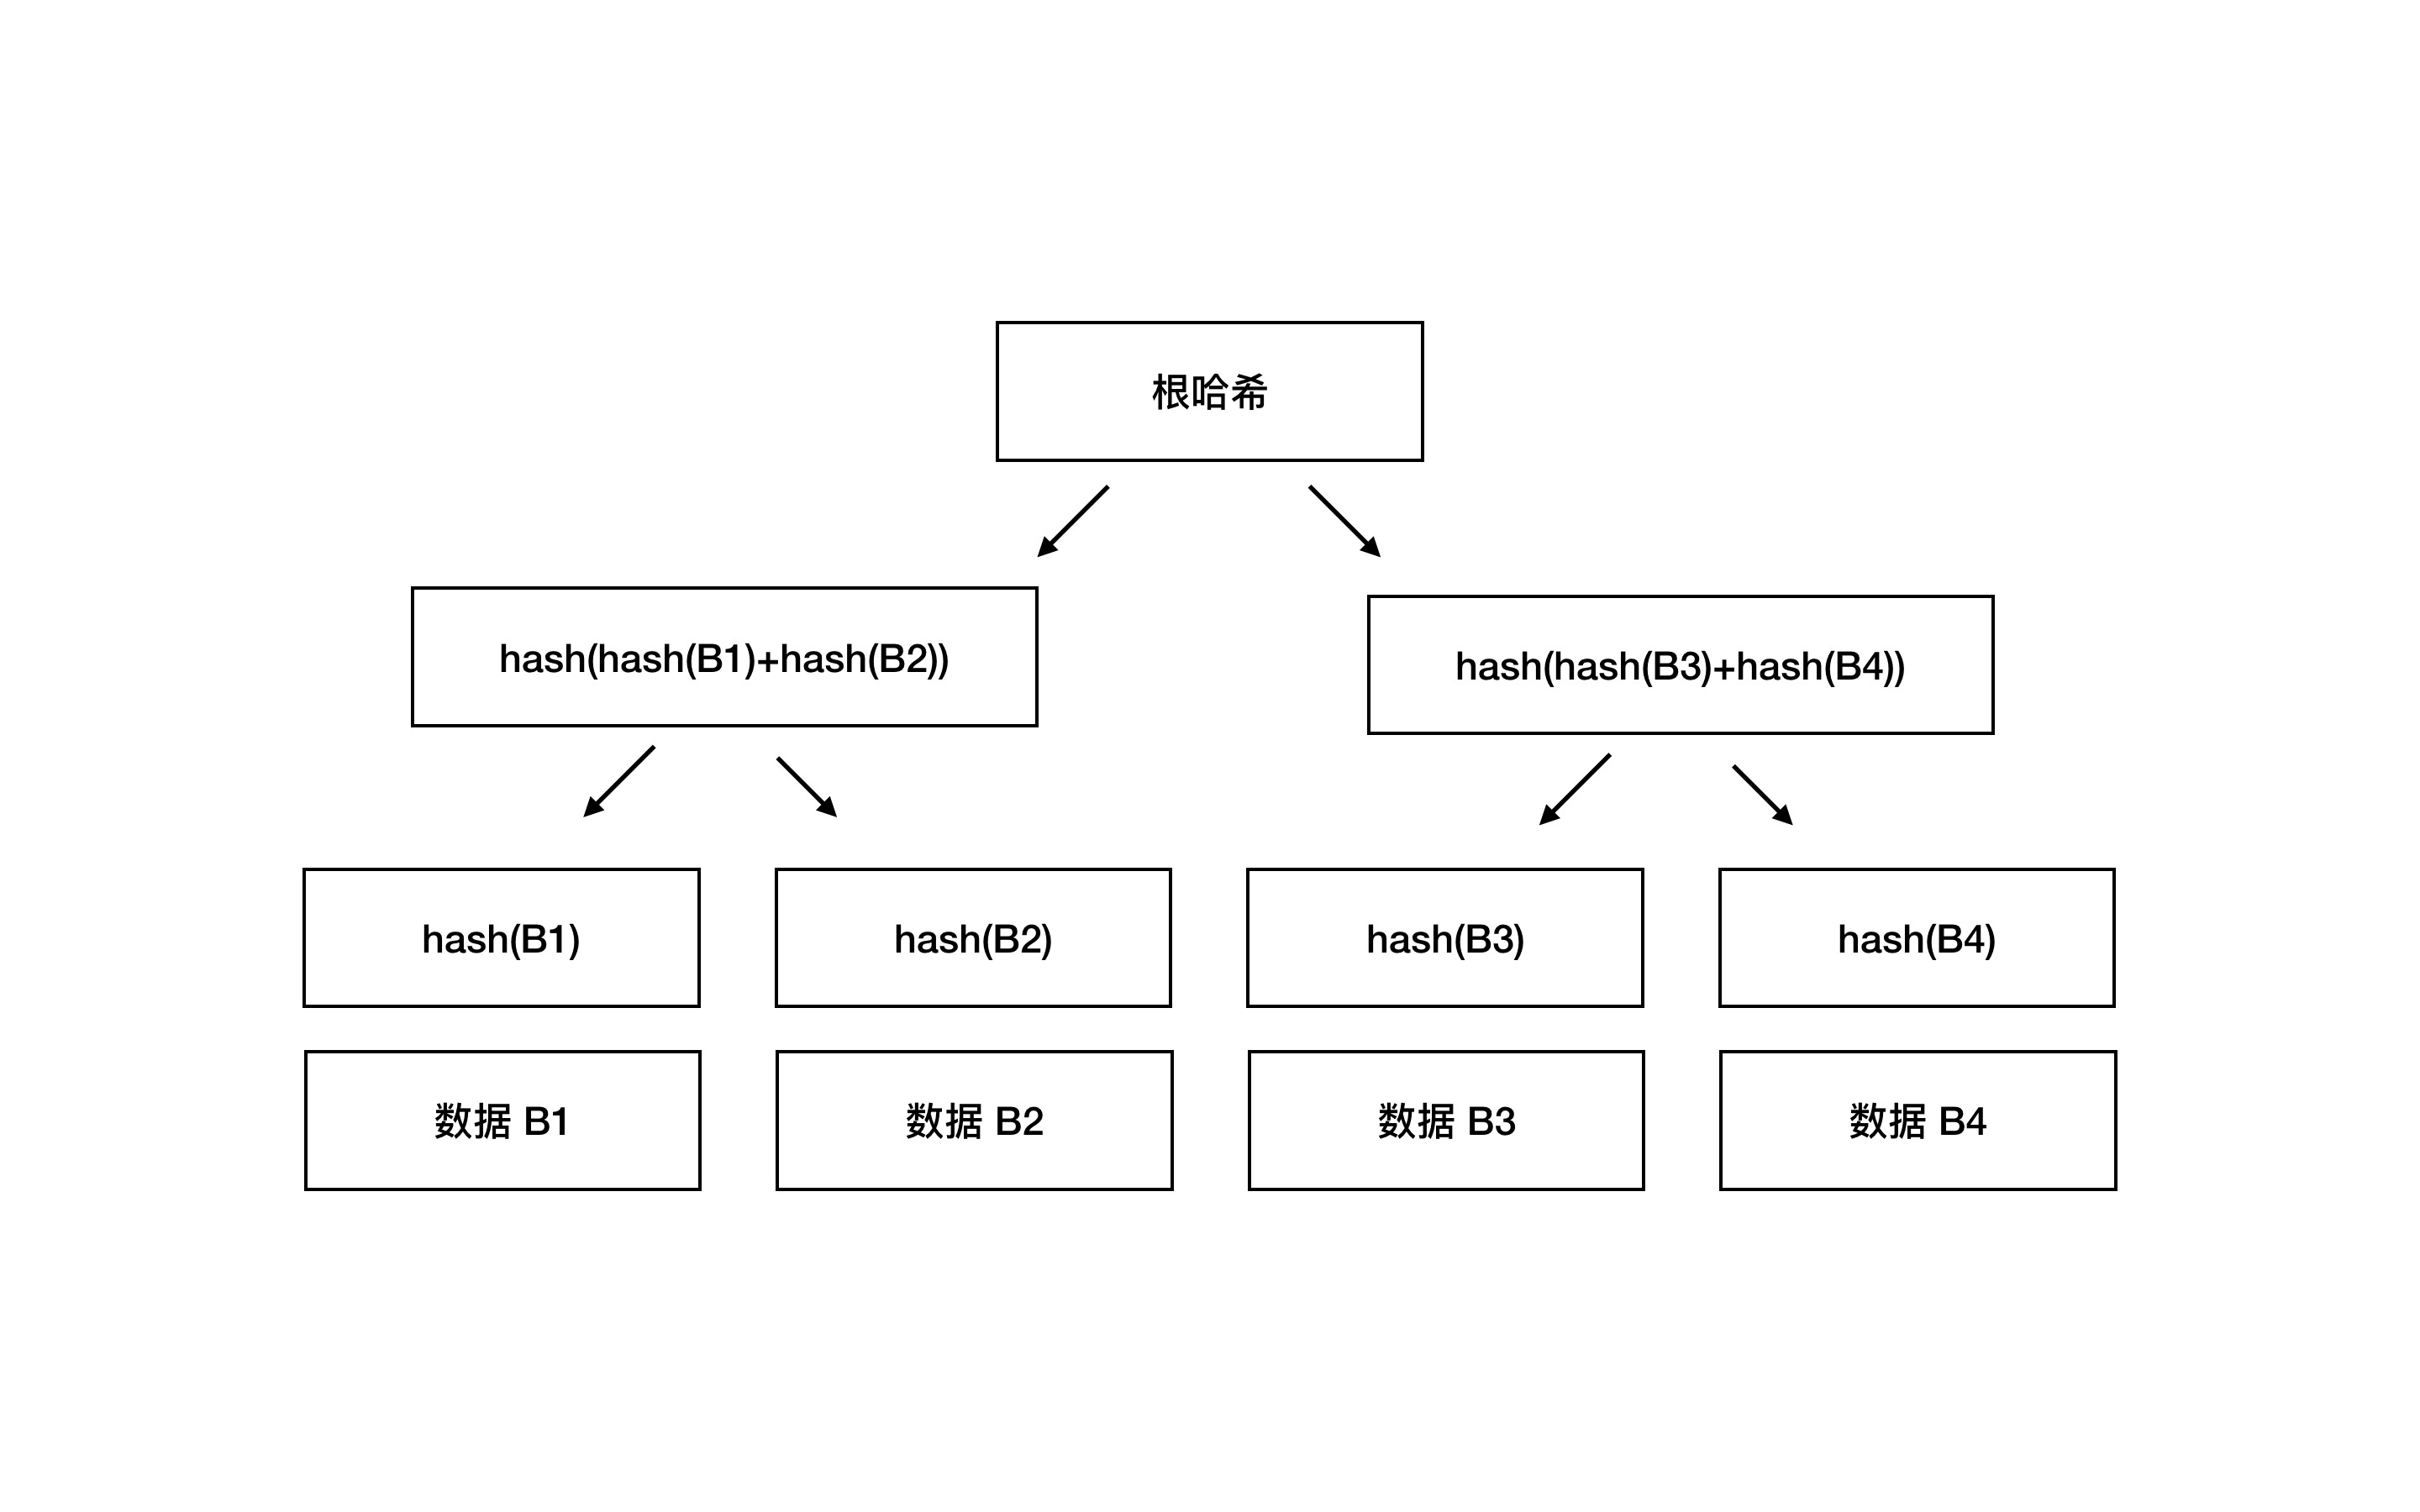 根哈希
hash(hash(B1)+hash(B2))
hash(hash(B3)+hash(B4))
hash(B1)
hash(B2)
hash(B3)
hash(B4)
数据 B1
数据 B2
数据 B3
数据 B4